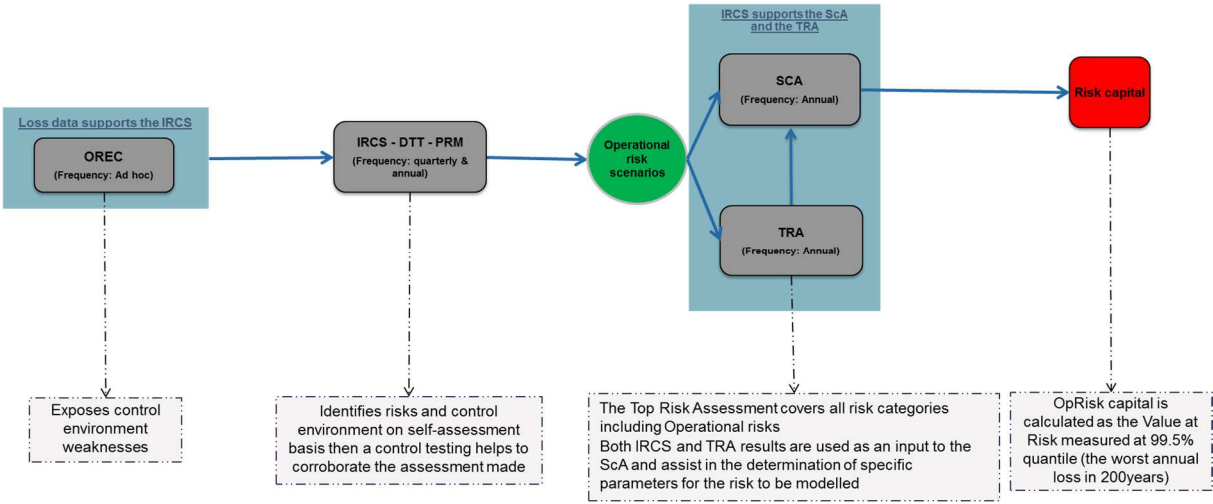 IRCS supports the ScA
and the TRA
SCA
(Frequency: Annual)
Risk capital
Loss data supports the IRCS
OREC
(Frequency: Ad hoc)
IRCS - DTT - PRM
(Frequency: quarterly &
annual)
Operational
risk
scenarios
TRA
(Frequency: Annual)
Exposes control
environment
weaknesses
Identifies risks and control
environment on self-assessment
basis then a control testing helps to
corroborate the assessment made
The Top Risk Assessment covers all risk categories
including Operational risks
Both IRCS and TRA results are used as an input to the
ScA and assist in the determination of specific
parameters for the risk to be modelled
OpRisk capital is
calculated as the Value at
Risk measured at 99.5%
quantile (the worst annual
loss in 200years)